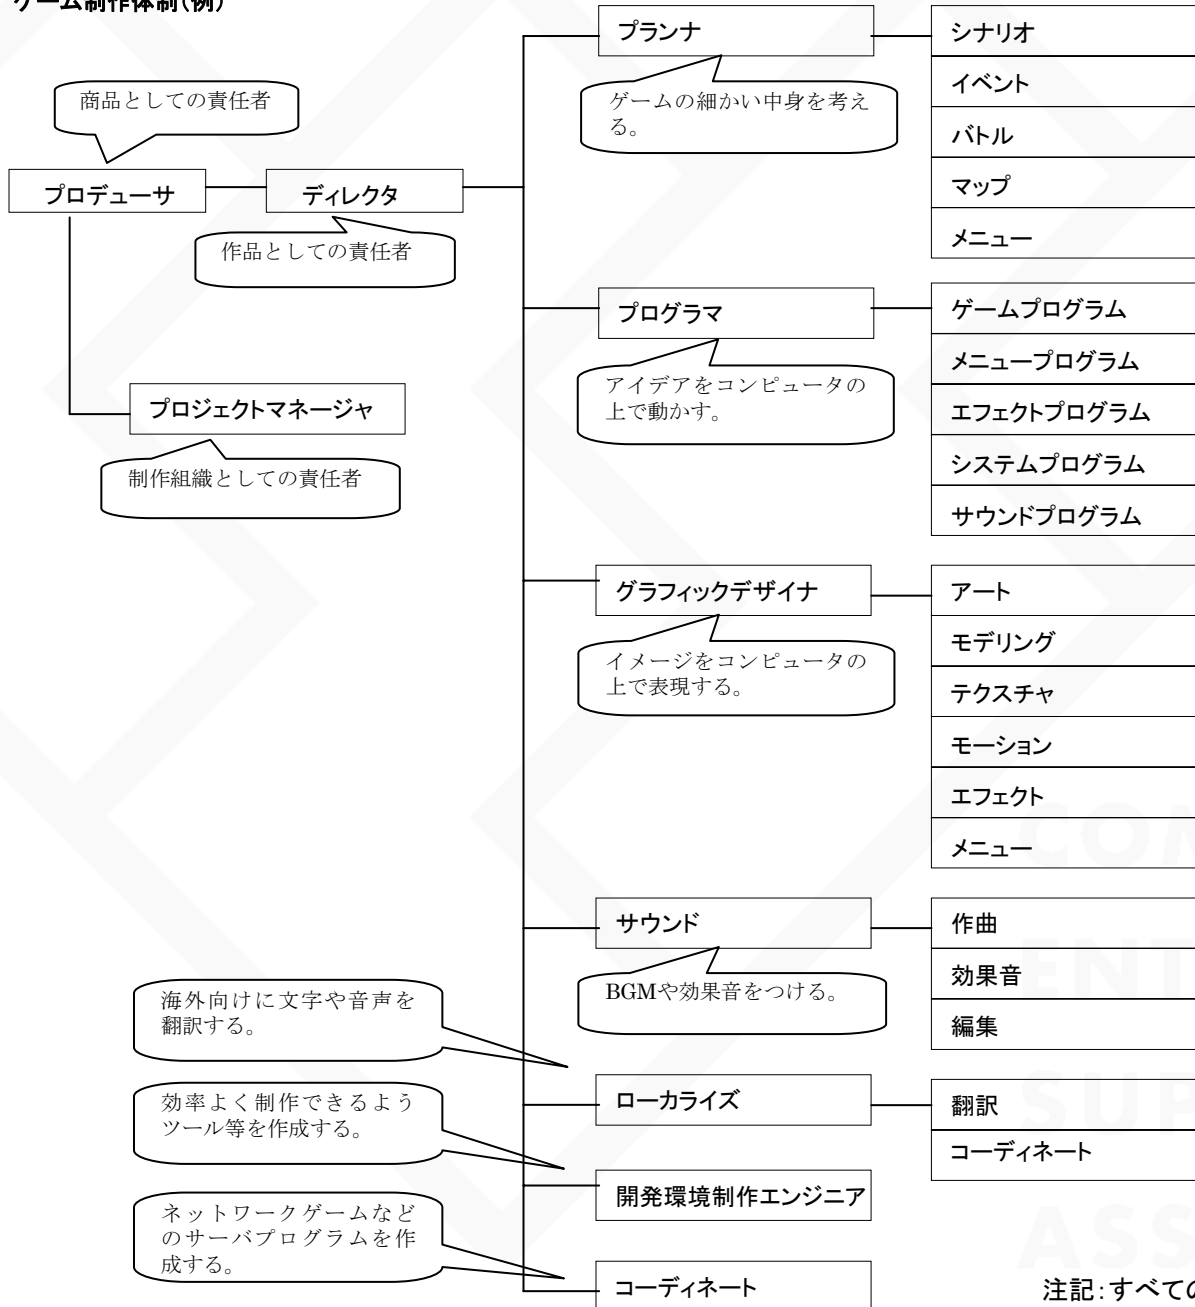 ゲーム制作体制(例)
商品としての責任者
プロデューサ
ディレクタ
作品としての責任者
プロジェクトマネージャ
制作組織としての責任者
プランナ
ゲームの細かい中身を考え
る。
シナリオ
イベント
バトル
マップ
メニュー
プログラマ
アイデアをコンピュータの
上で動かす。
ゲームプログラム
メニュープログラム
エフェクトプログラム
システムプログラム
サウンドプログラム
グラフィックデザイナ
イメージをコンピュータの
上で表現する。
アート
モデリング
テクスチャ
モーション
エフェクト
メニュー
サウンド
BGMや効果音をつける。
作曲
効果音
編集
海外向けに文字や音声を
翻訳する。
ローカライズ
翻訳
コーディネート
効率よく制作できるよう
ツール等を作成する。
開発環境制作エンジニア
ネットワークゲームなど
のサーバプログラムを作
成する。
コーディネート
注記:すべての
COM
ENT
SUP
ASS